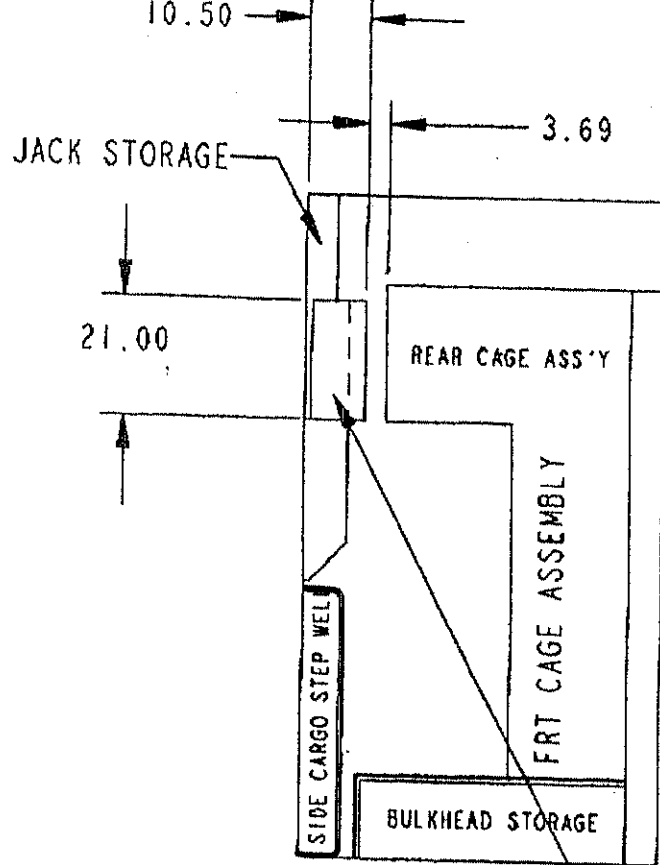 10.50
3.69
JACK STORAGE
21.00
REAR CAGE ASS'Y
FRT CAGE ASSEMBLY
SIDE CARGO STEP WELL
BULKHEAD STORAGE